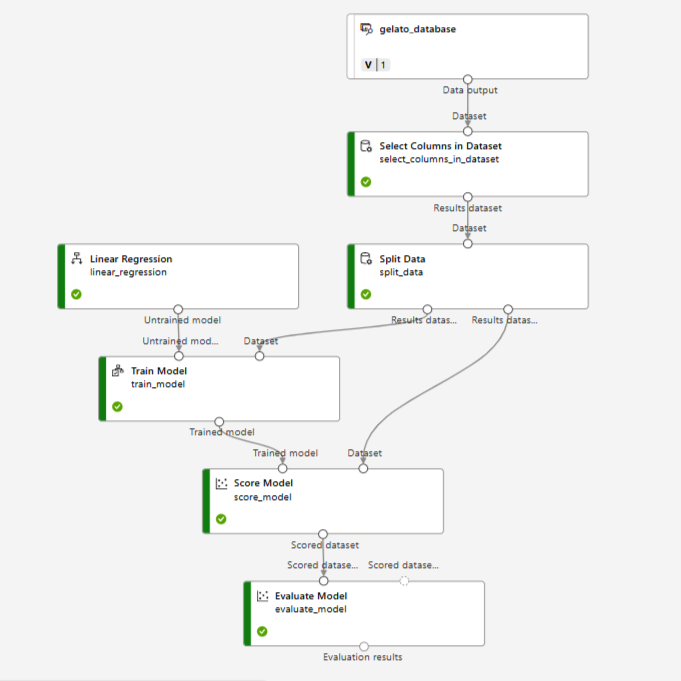 gelato_database
V | 1
Data output
Dataset
Select Columns in Dataset
select_columns_in_dataset
Results dataset
Dataset
Linear Regression
linear_regression
Split Data
split_data
Untrained model
Results datas...
Results datas...
Untrained mod...
Dataset
Train Model
train_model
Trained model
Trained model
Dataset
Score Model
score_model
Scored dataset
Scored datase...
Scored datase...
Evaluate Model
evaluate_model
Evaluation results